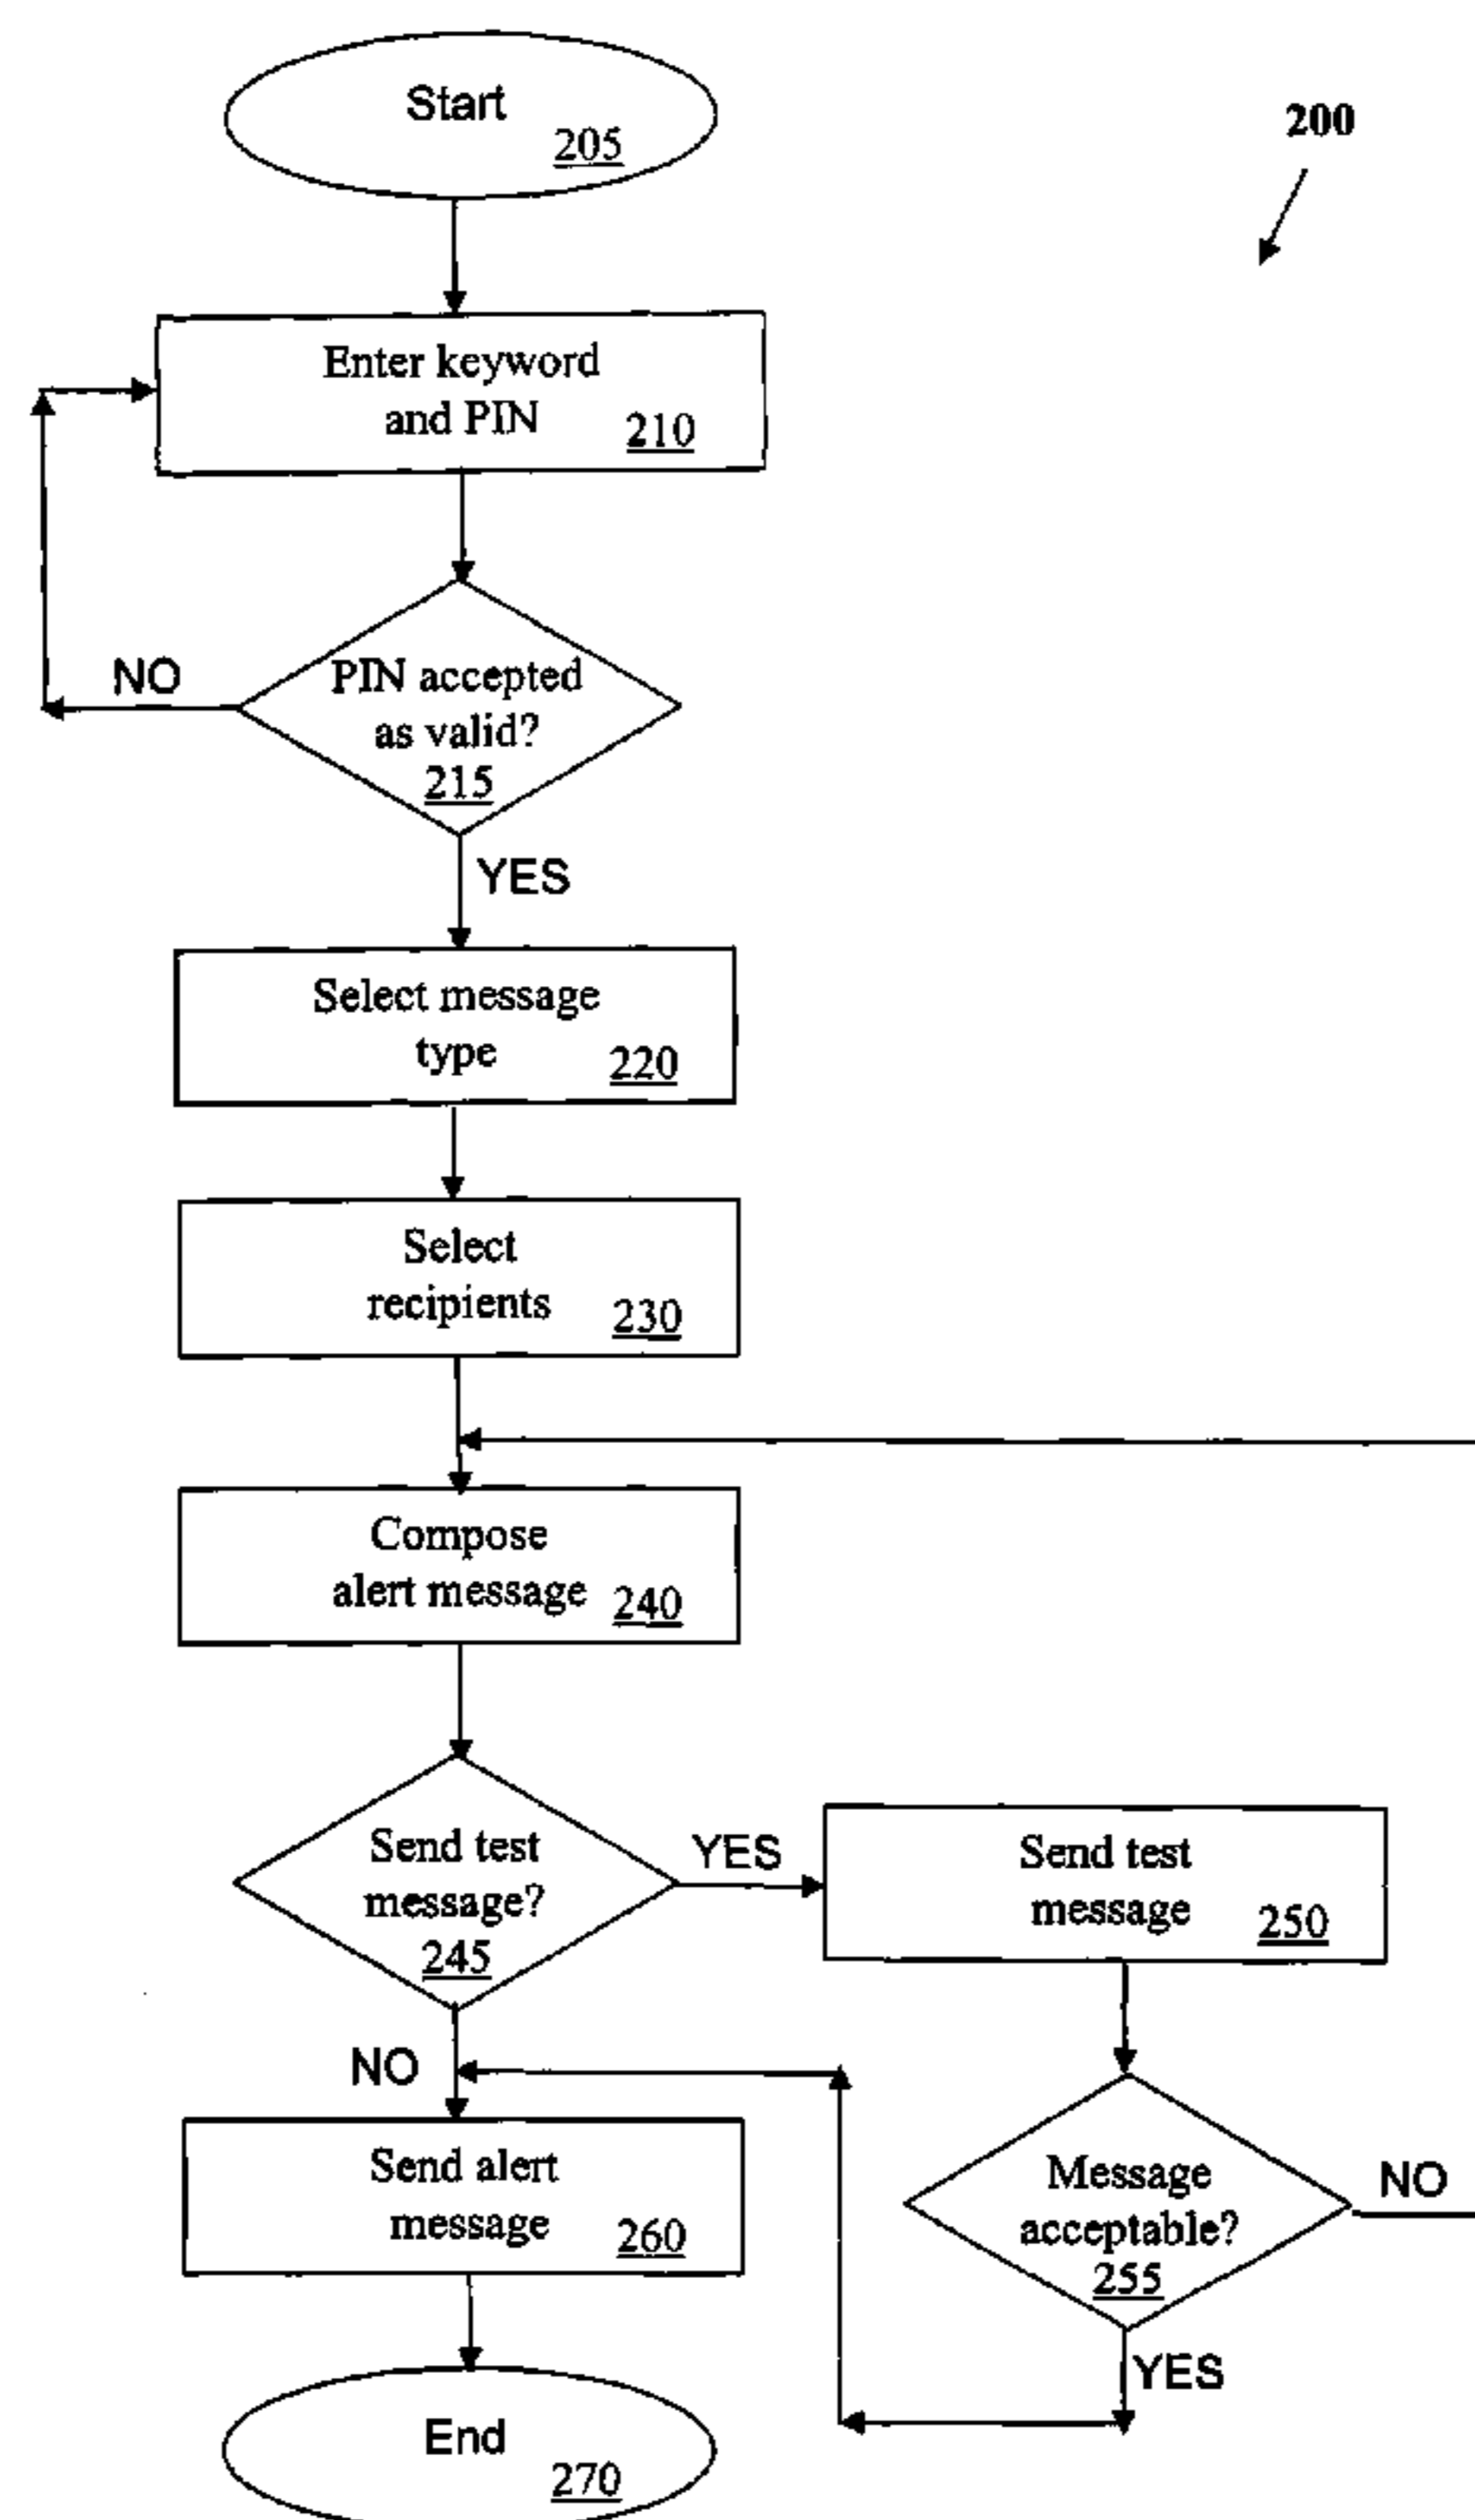 Start
205
200
Enter keyword
and PIN
210
NO
PIN accepted
as valid?
215
YES
Select message
type
220
Select
recipients
230
Compose
alert message
240
Send test
message?
245
YES
Send test
message
250
NO
Send alert
message
260
Message
acceptable?
255
NO
YES
End
270